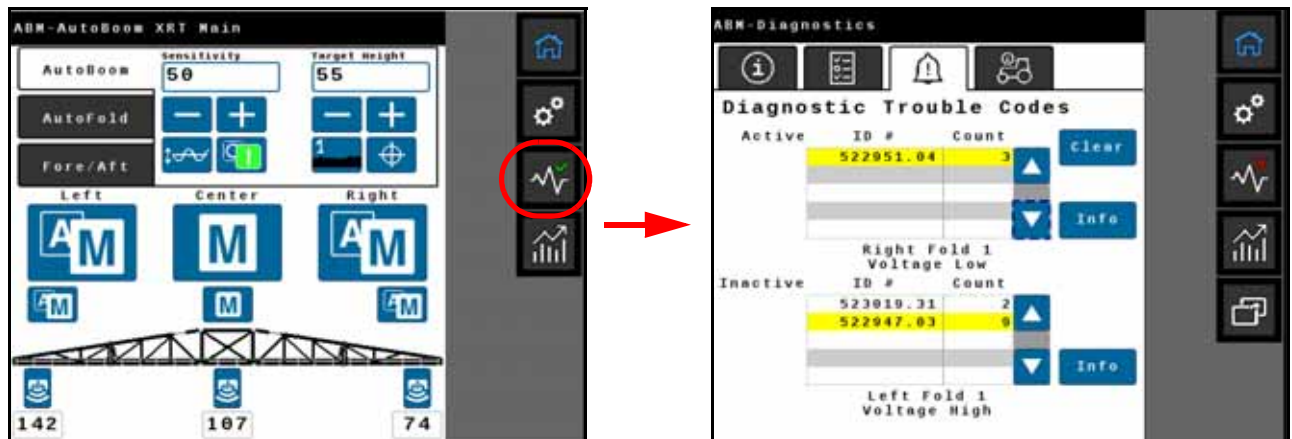 ABM-AutoBoom XRT Main
Sensitivity
Target Height
AutoBoom
50
55
AutoFold
1
Fore/Aft
Left
Center
Right
A M
M
A M
A M
M
A M
142
107
74
ABM-Diagnostics
Diagnostic Trouble Codes
Active
ID #
Count
Clear
522951.04
3
Info
Right Fold 1
Voltage Low
Inactive
ID #
Count
523019.31
2
522947.03
9
Info
Left Fold 1
Voltage High